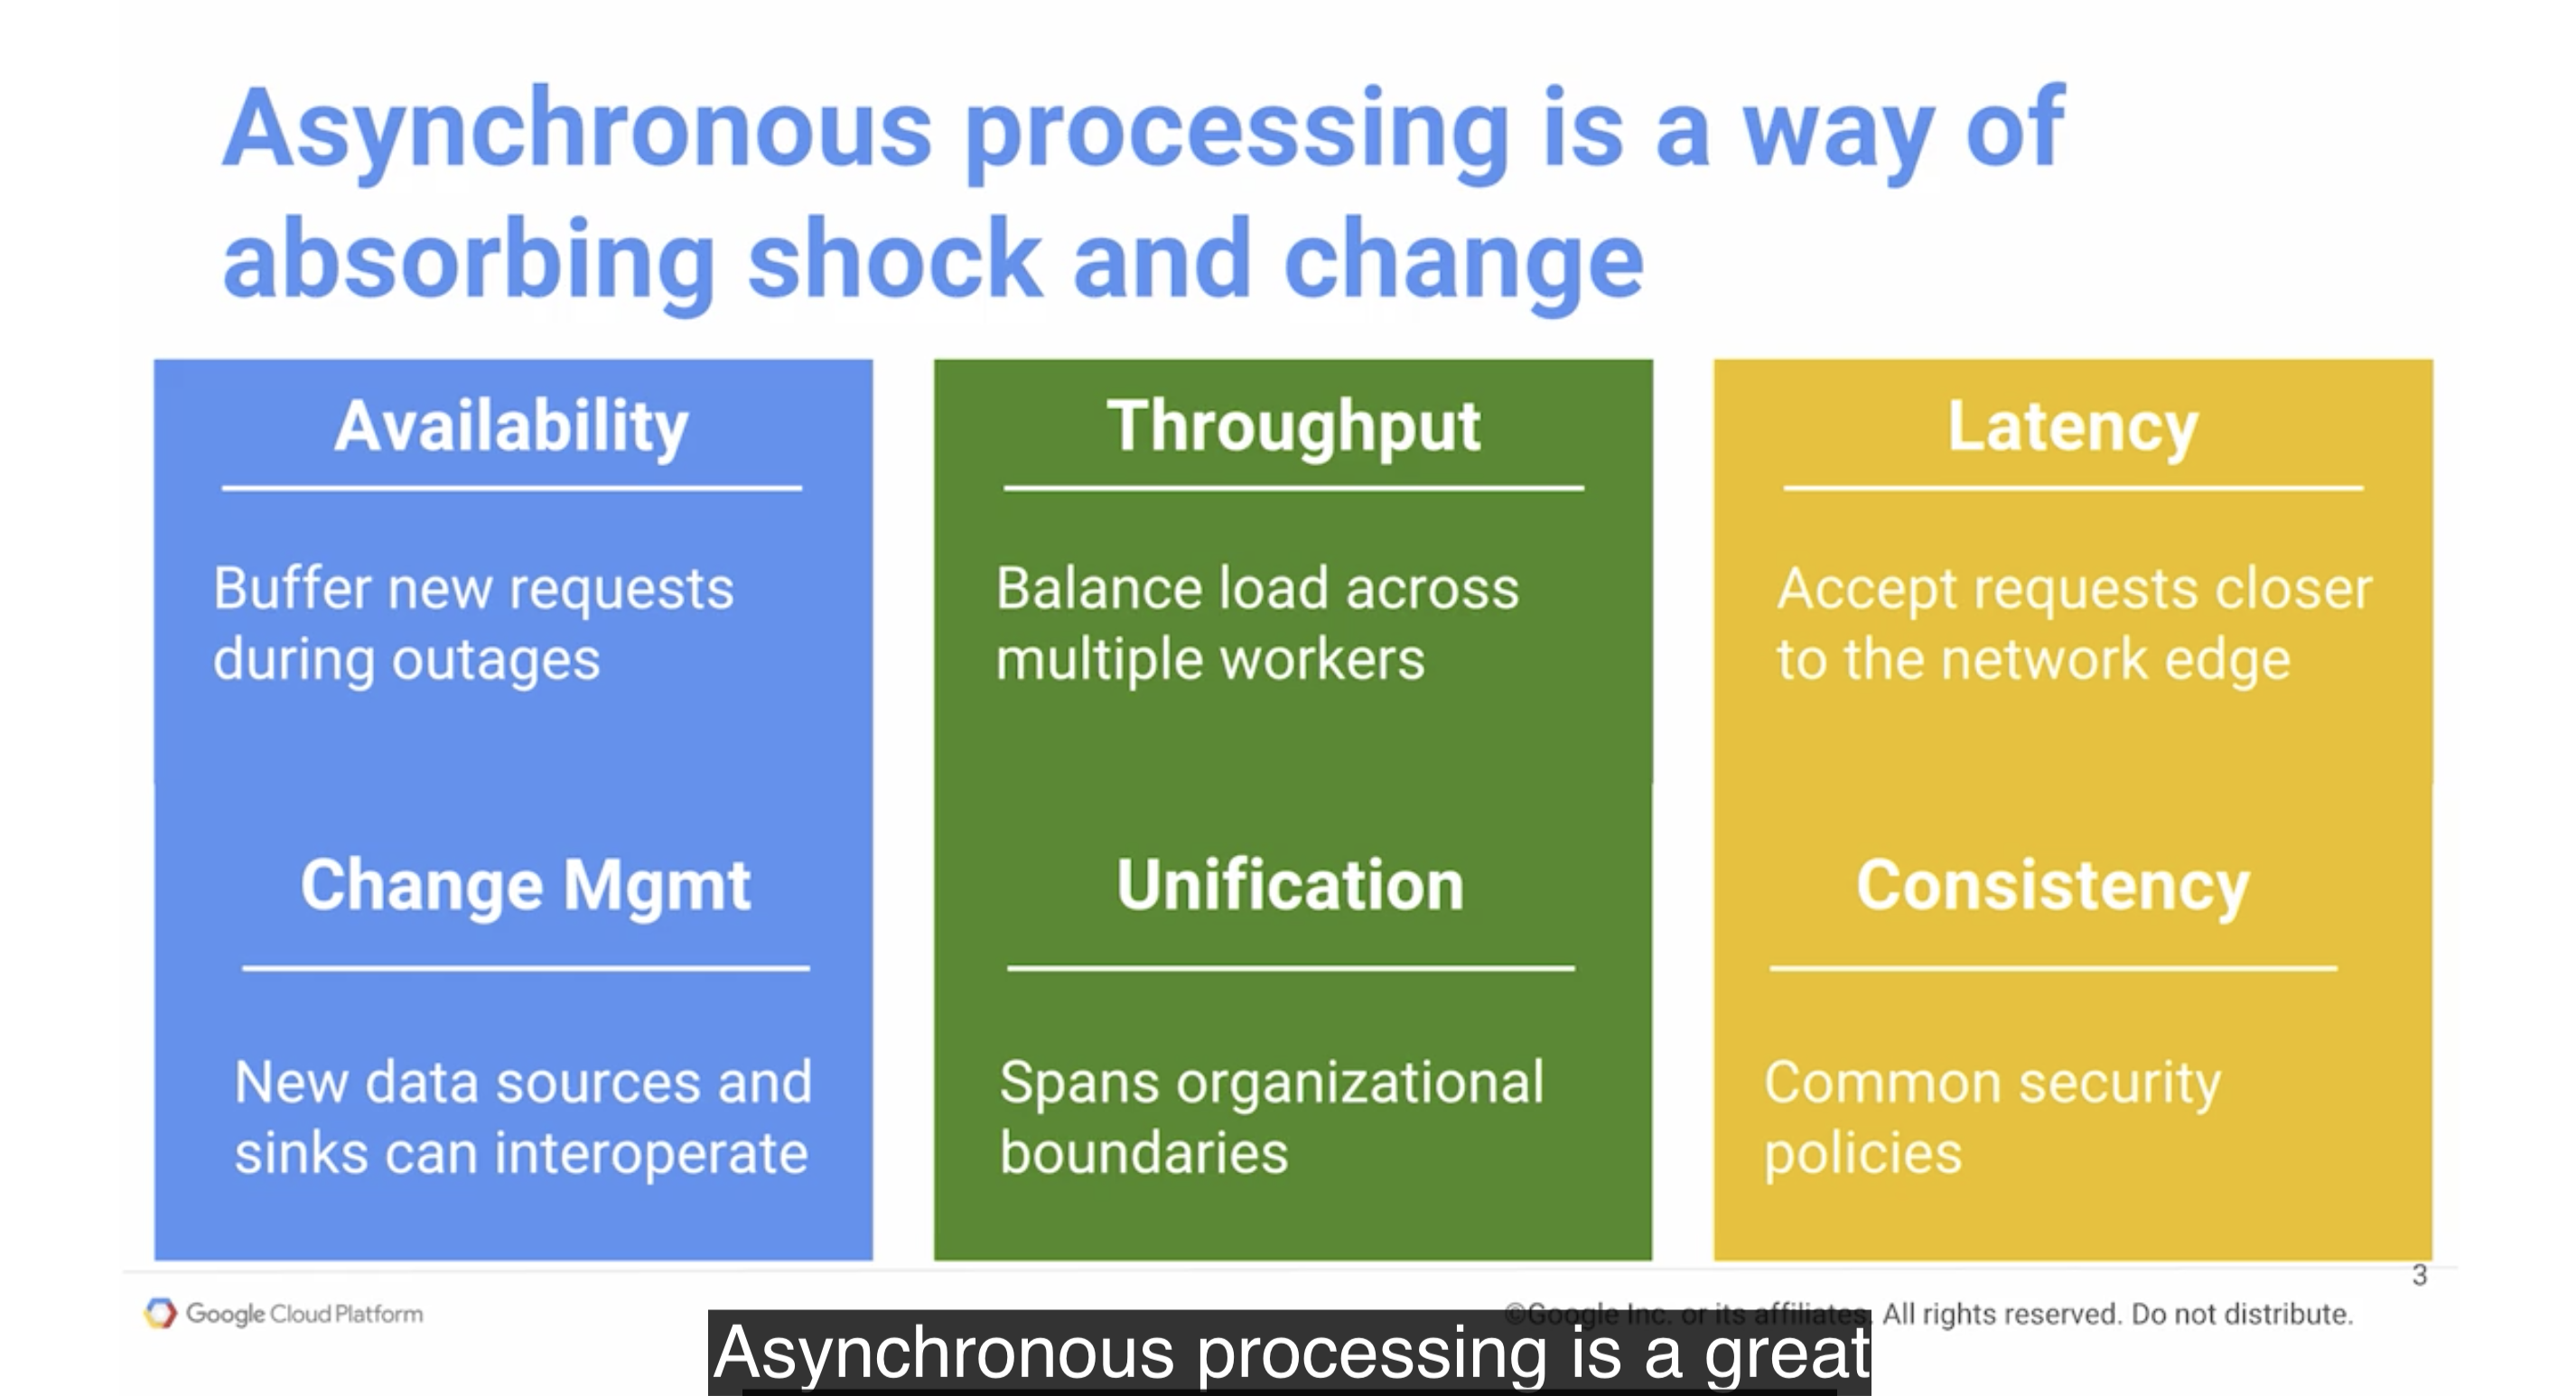 Asynchronous processing is a way of
absorbing shock and change
Availability
Buffer new requests
during outages
Throughput
Balance load across
multiple workers
Latency
Accept requests closer
to the network edge
Change Mgmt
New data sources and
sinks can interoperate
Unification
Spans organizational
boundaries
Consistency
Common security
policies
3
Google Cloud Platform
©Google Inc. or its affiliates. All rights reserved. Do not distribute.
Asynchronous processing is a great